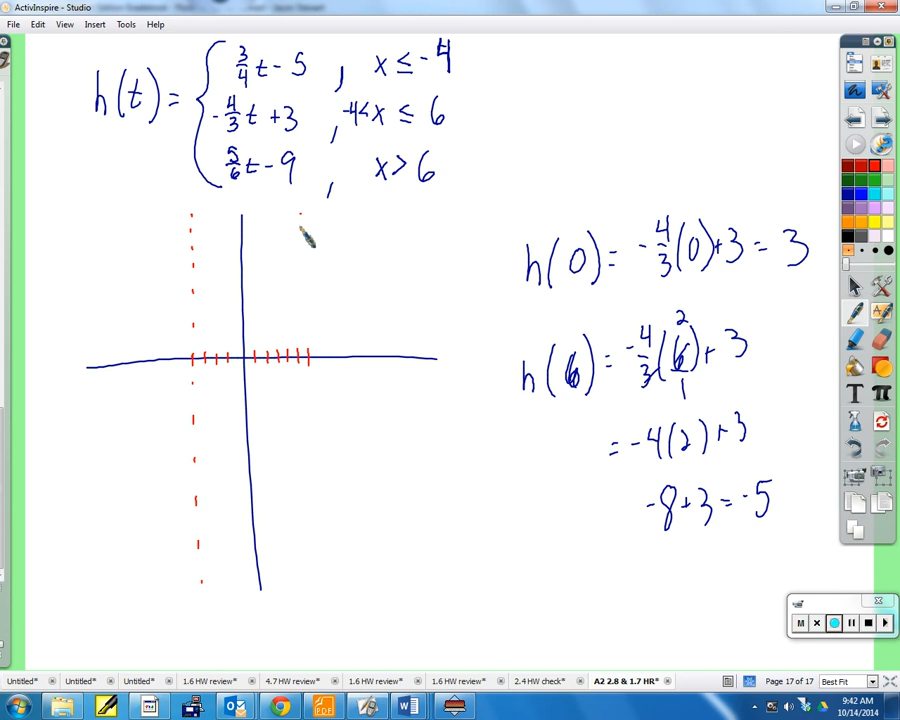 ActivInspire - Studio
File Edit View Insert Tools Help
h(t) = { 3/4 t - 5 , x ≤ -4
-4/3 t + 3 , -4 < x ≤ 6
5/6 t - 9 , x > 6
h(0) = -4/3 (0) + 3 = 3
h(6) = -4/3 (6/1) + 3
2
= -4(2) + 3
-8 + 3 = -5
M
Untitled* Untitled* Untitled* 1.6 HW review* 4.7 HW review* 1.6 HW review* 1.6 HW review* 2.4 HW check* A2 2.8 & 1.7 HR* Page 17 of 17 Best Fit
9:42 AM
10/14/2014